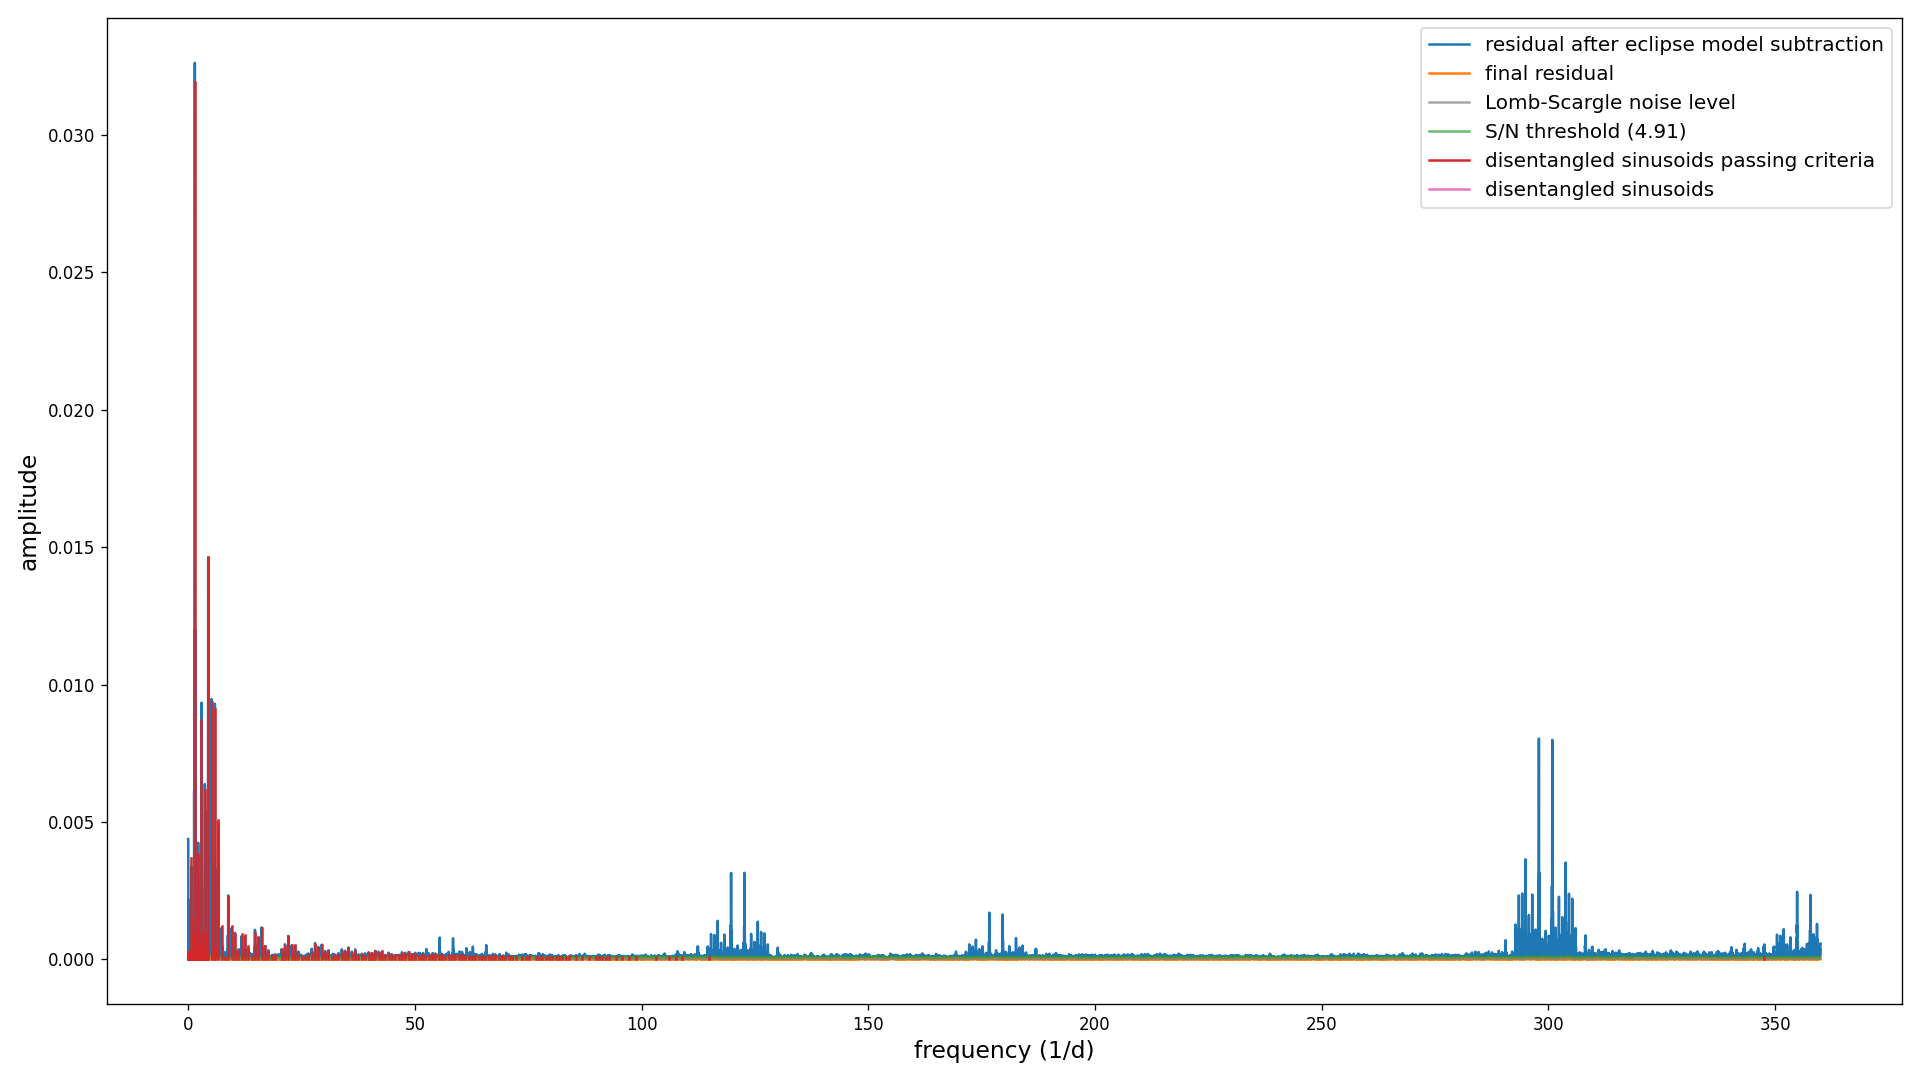 residual after eclipse model subtraction
final residual
Lomb-Scargle noise level
S/N threshold (4.91)
disentangled sinusoids passing criteria
disentangled sinusoids
0.030
0.025
0.020
0.015
0.010
0.005
0.000
amplitude
0 50 100 150 200 250 300 350
frequency (1/d)